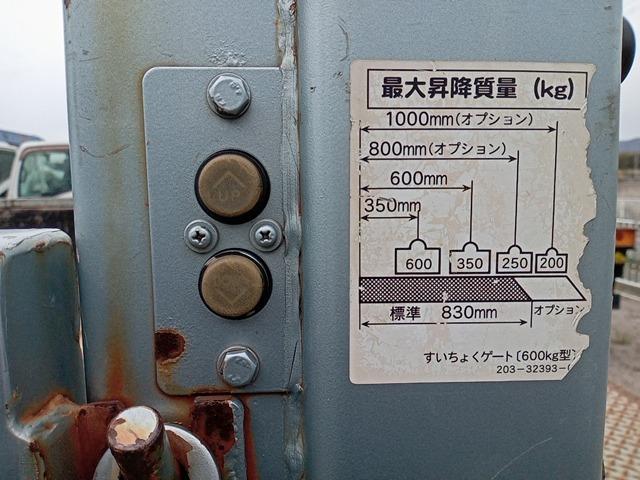 UP
最大昇降質量 (kg)
1000mm(オプション)
800mm(オプション)
600mm
350mm
600 350 250 200
標準 830mm オプション
すいちょくゲート〔600kg型〕
203-32393-